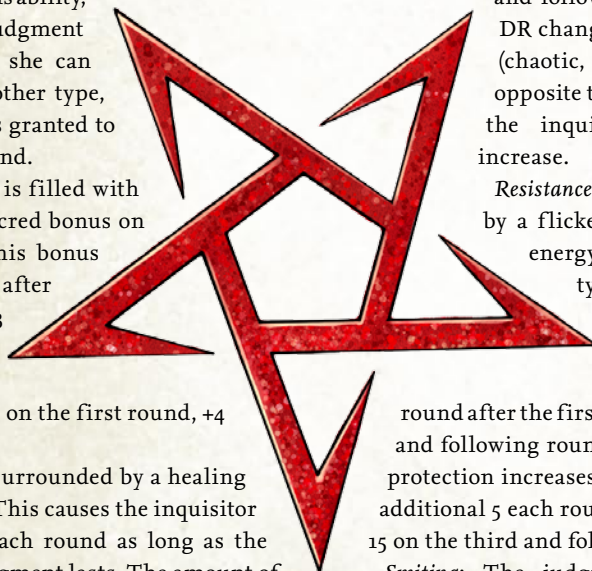 is ability,
judgment
she can
other type,
s granted to
nd.
is filled with
cred bonus on
his bonus
after
3
on the first round, +4
urrounded by a healing
This causes the inquisitor
ach round as long as the
gment lasts. The amount of
and follow
DR chang
(chaotic,
opposite t
the inqui
increase.
Resistance
by a flicke
energy
ty
round after the firs
and following roun
protection increases
additional 5 each rou
15 on the third and fol
Smiting: The judg